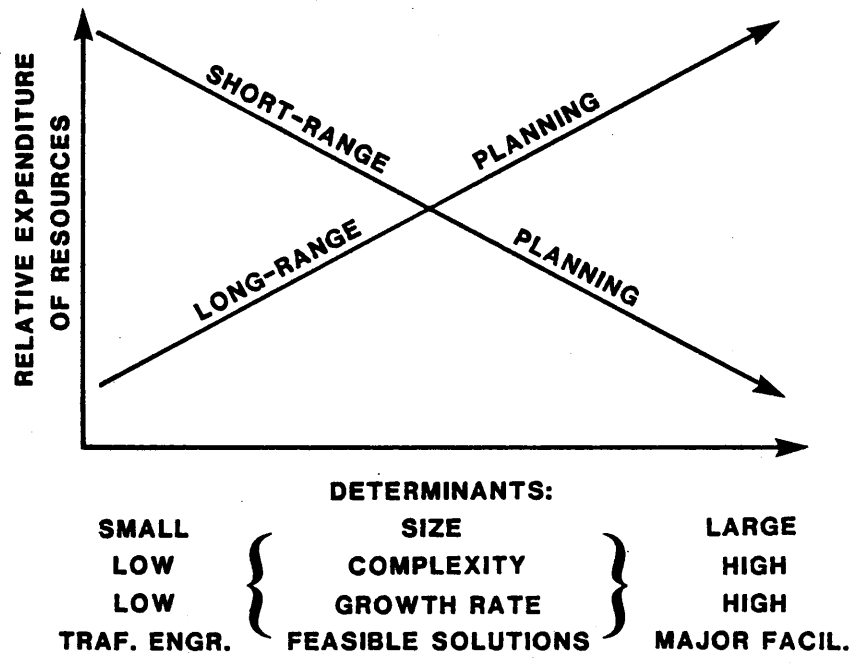 RELATIVE EXPENDITURE
OF RESOURCES
SHORT-RANGE PLANNING
LONG-RANGE PLANNING
DETERMINANTS:
SMALL SIZE LARGE
LOW COMPLEXITY HIGH
LOW GROWTH RATE HIGH
TRAF. ENGR. FEASIBLE SOLUTIONS MAJOR FACIL.